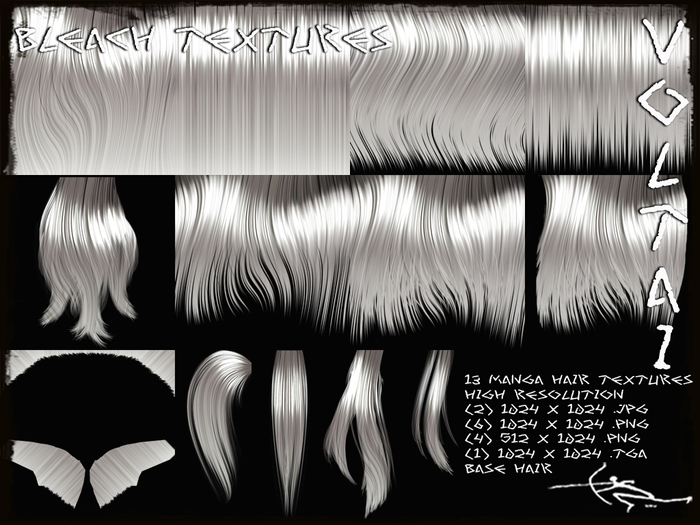 BLEACH TEXTURES
VOLTAI
13 MANGA HAIR TEXTURES
HIGH RESOLUTION
(2) 1024 X 1024 .JPG
(6) 1024 X 1024 .PNG
(4) 512 X 1024 .PNG
(1) 1024 X 1024 .TGA
BASE HAIR